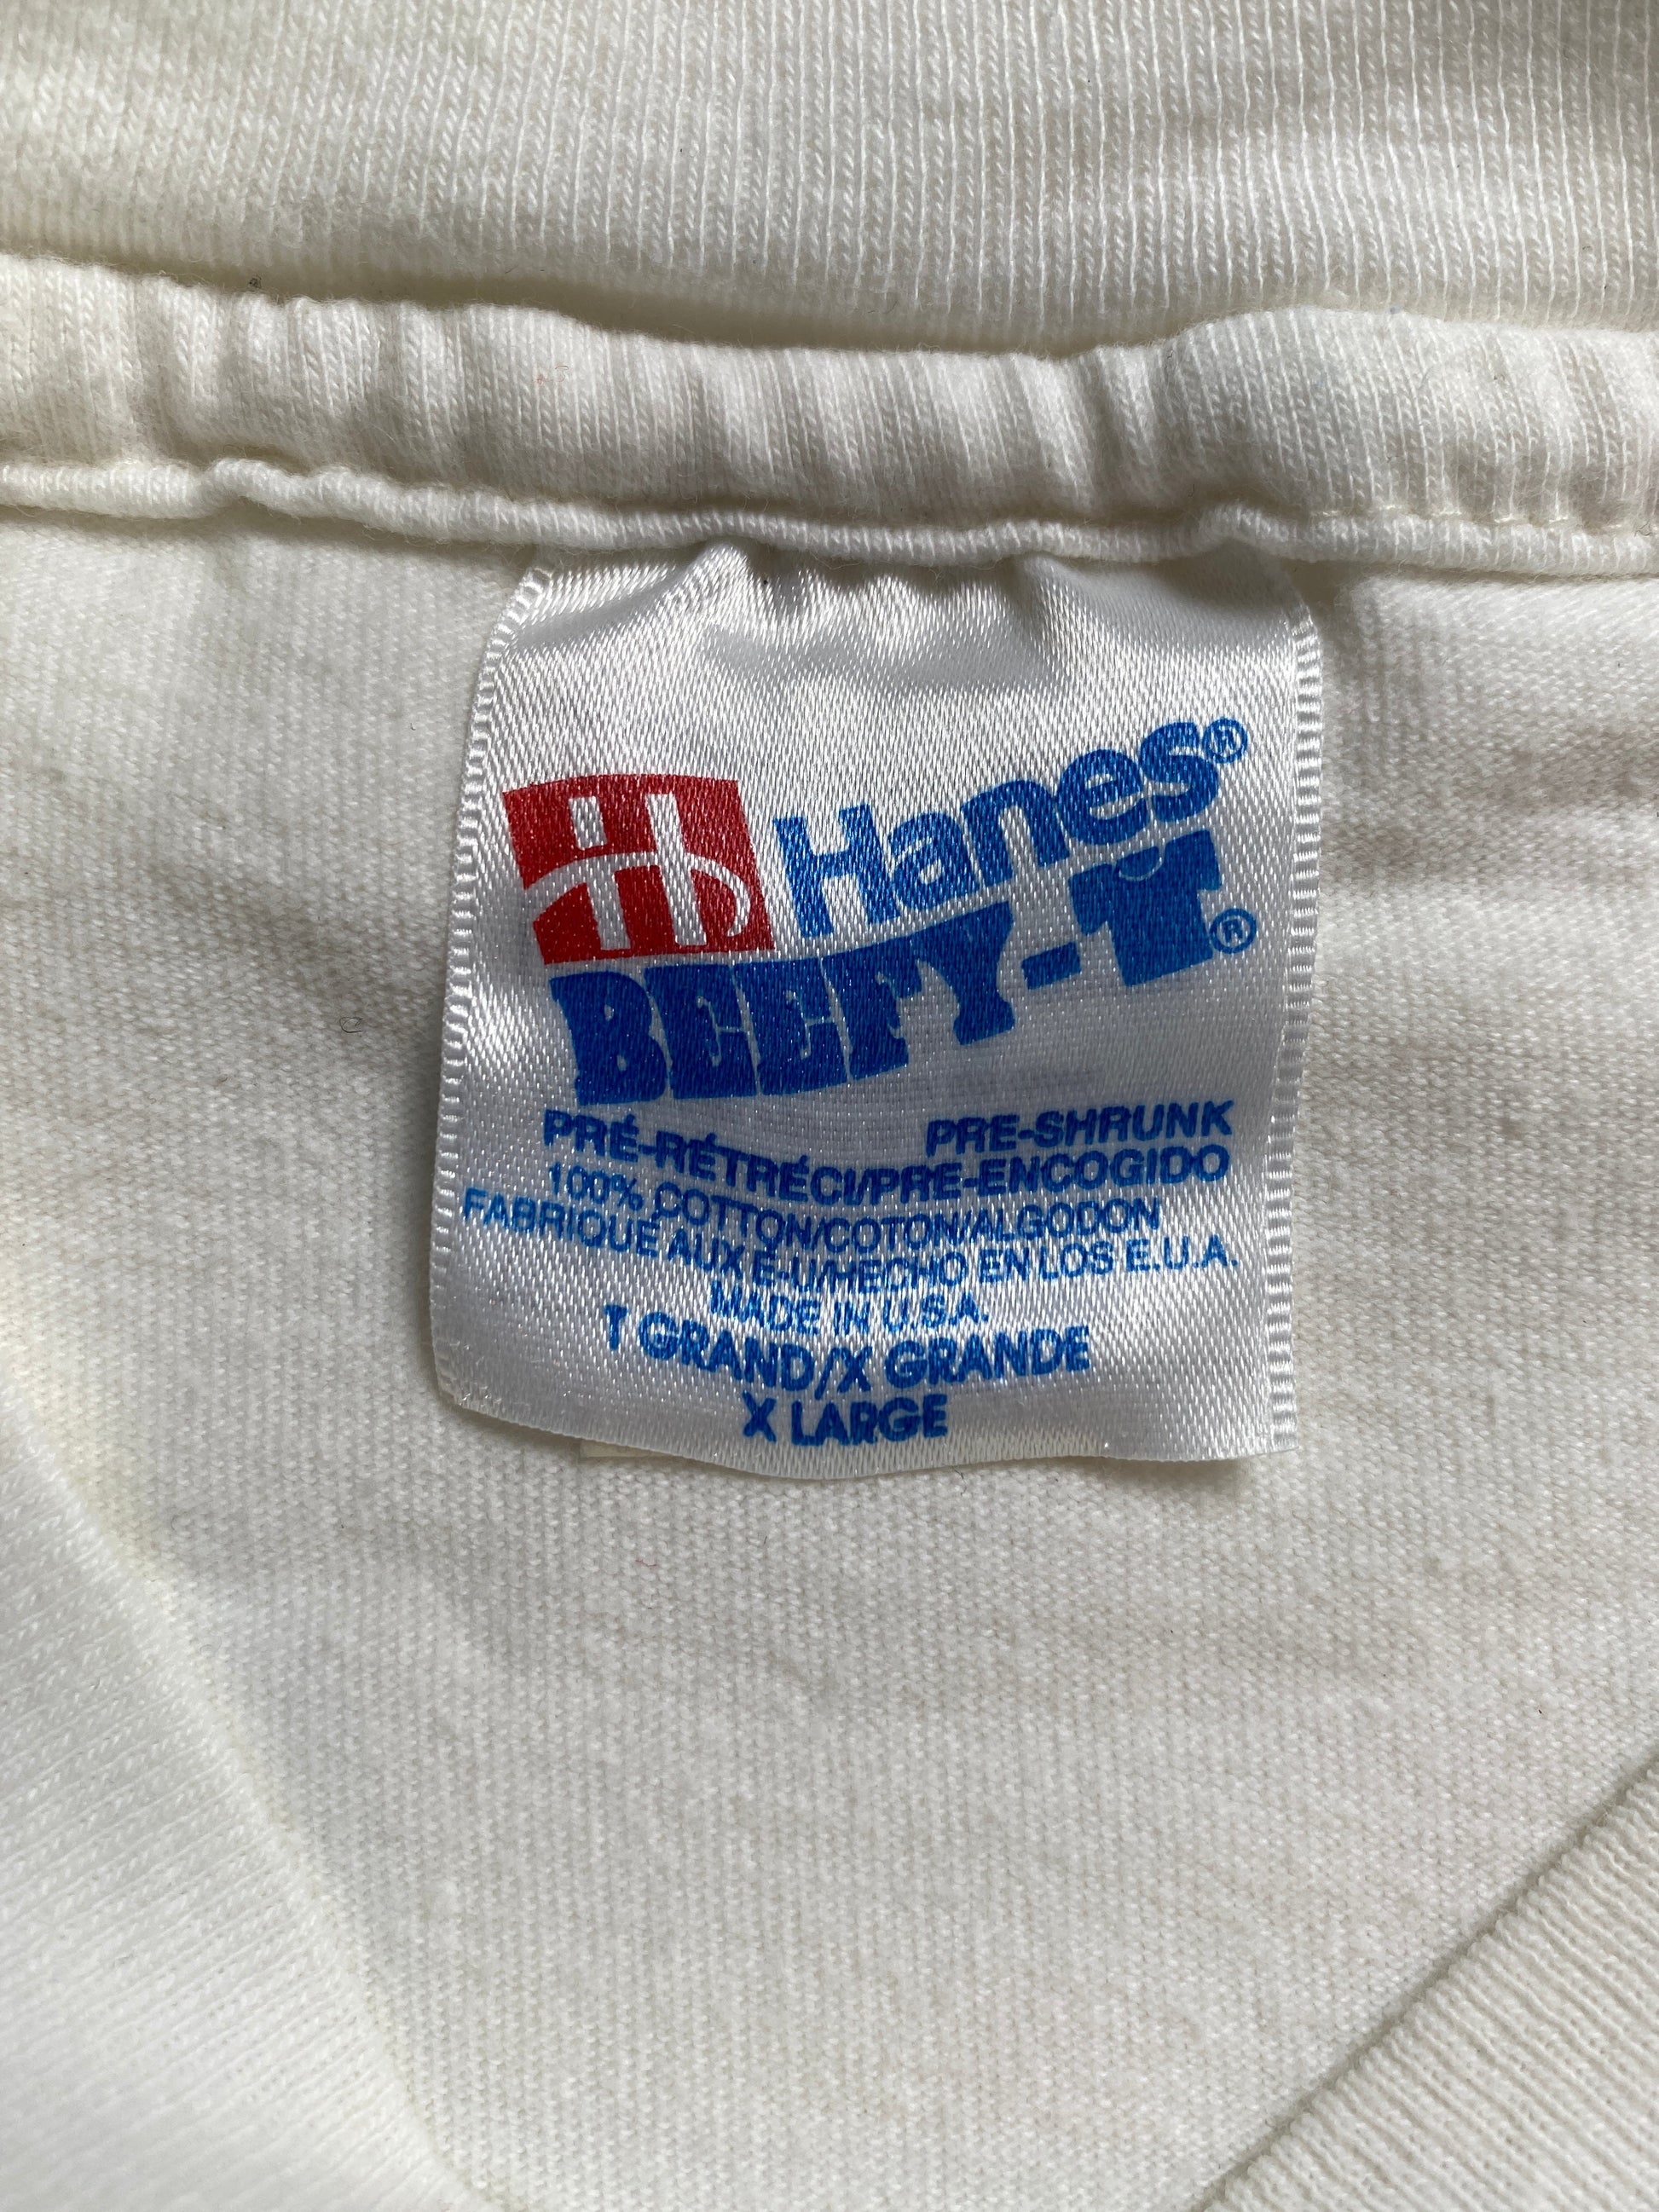 Hanes®
BEEFY-T®
PRE-SHRUNK
PRÉ-RÉTRÉCI/PRE-ENCOGIDO
100% COTTON/COTON/ALGODON
FABRIQUÉ AUX É-U/HECHO EN LOS E.U.A.
MADE IN U.S.A.
T GRAND/X GRANDE
X LARGE